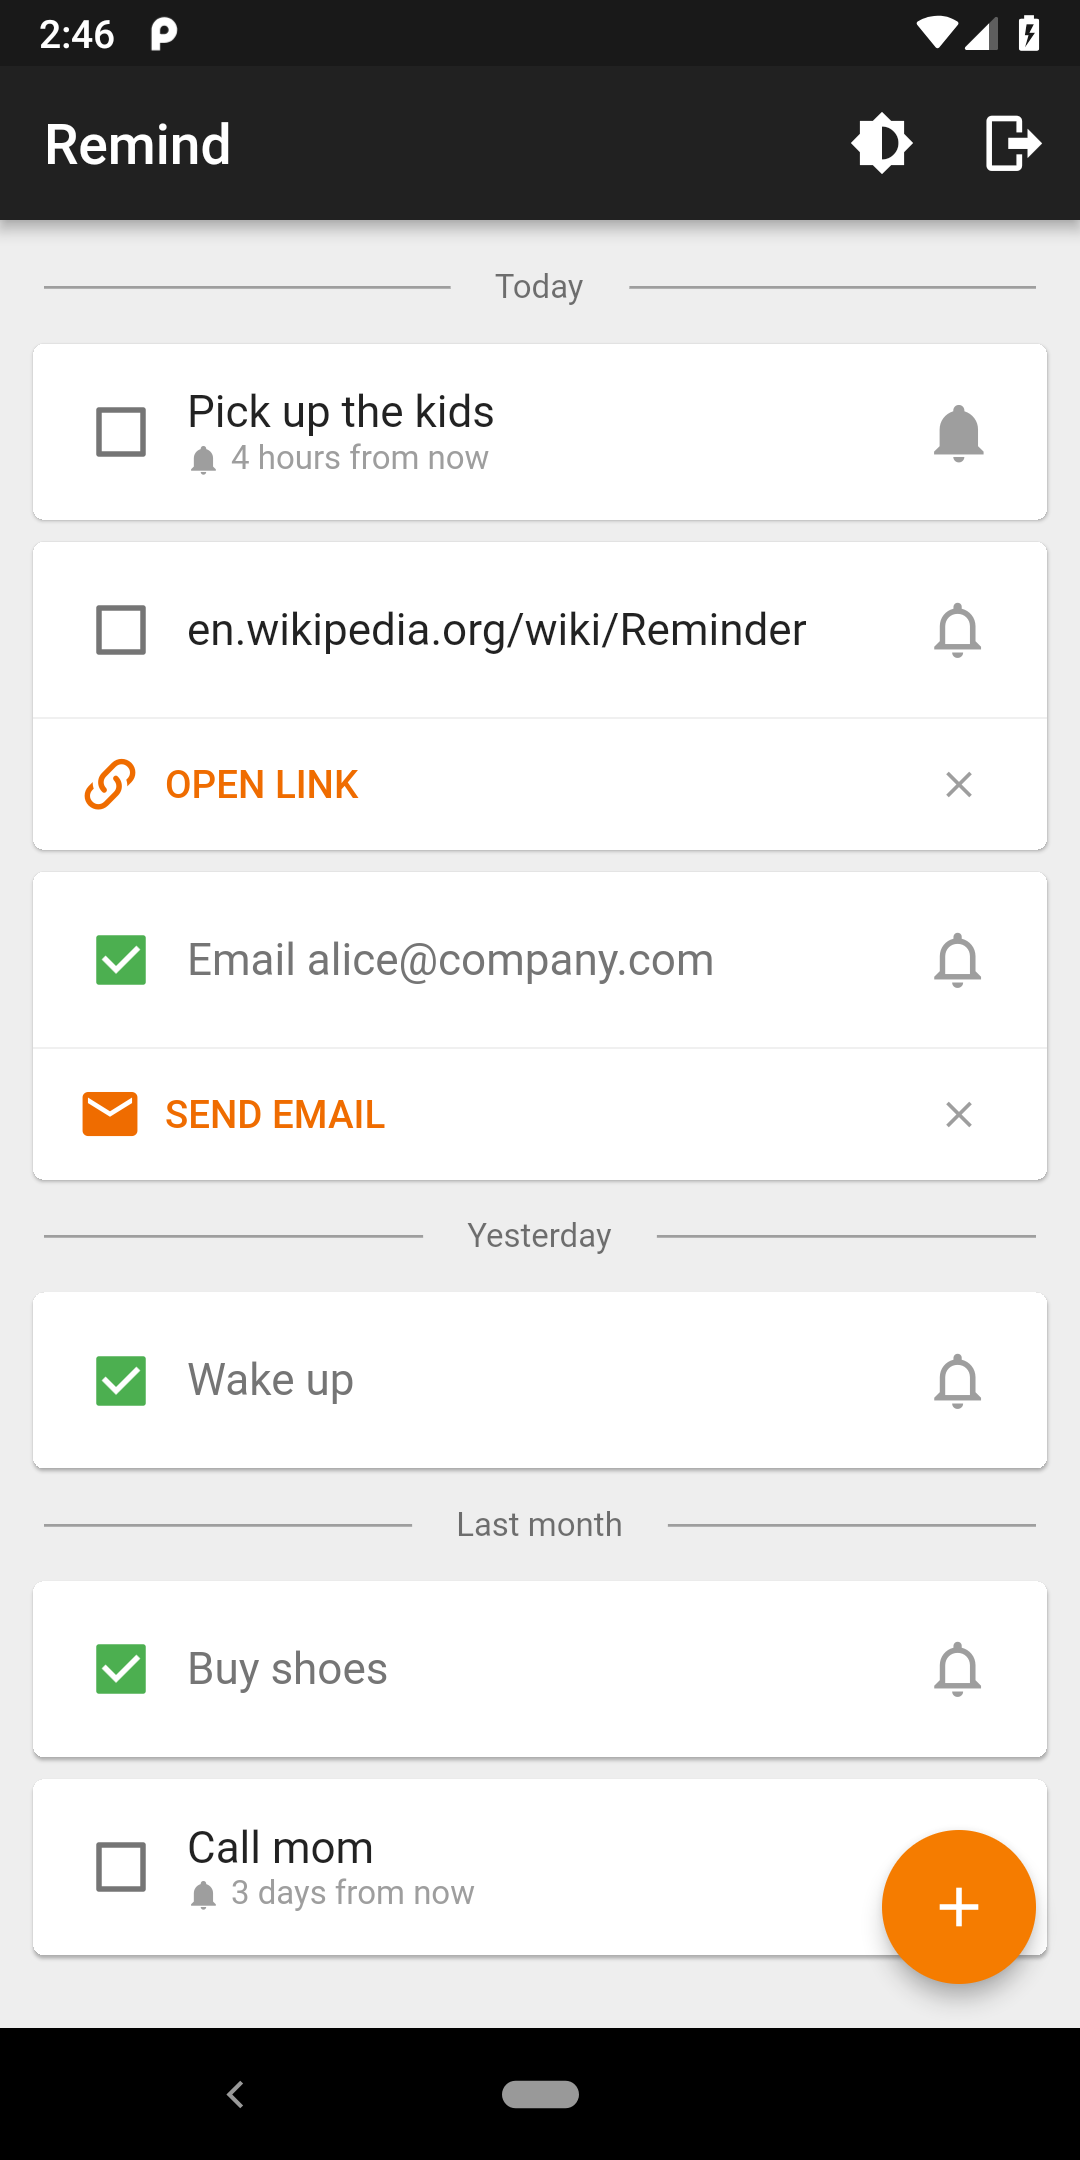 2:46
Remind
Today
Pick up the kids
4 hours from now
en.wikipedia.org/wiki/Reminder
OPEN LINK
Email alice@company.com
SEND EMAIL
Yesterday
Wake up
Last month
Buy shoes
Call mom
3 days from now